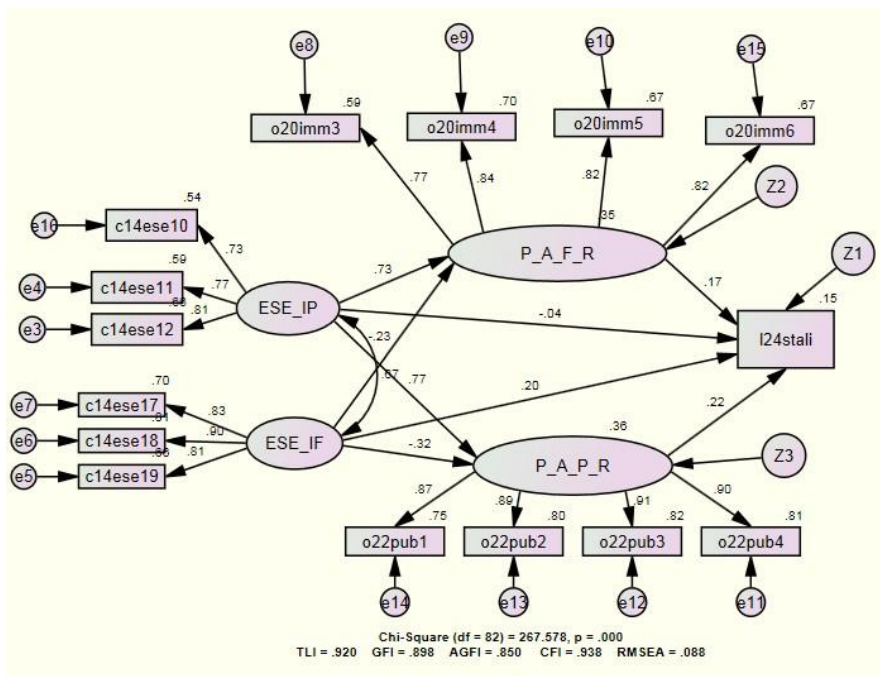 e8
e9
e10
e15
.59
.70
.67
.67
o20imm3
o20imm4
o20imm5
o20imm6
.77
.84
.82
.82
Z2
.54
e16
c14ese10
.35
.73
P_A_F_R
Z1
.59
e4
c14ese11
.77
.73
.17
.15
e3
c14ese12
.81
ESE_IP
-.04
l24stali
-.23
.67
.77
.70
e7
c14ese17
.83
.20
.22
e6
c14ese18
.90
ESE_IF
-.32
.36
e5
c14ese19
.81
P_A_P_R
Z3
.87
.89
.91
.90
.75
.80
.82
.81
o22pub1
o22pub2
o22pub3
o22pub4
e14
e13
e12
e11
Chi-Square (df = 82) = 267.578, p = .000
TLI = .920 GFI = .898 AGFI = .850 CFI = .938 RMSEA = .088